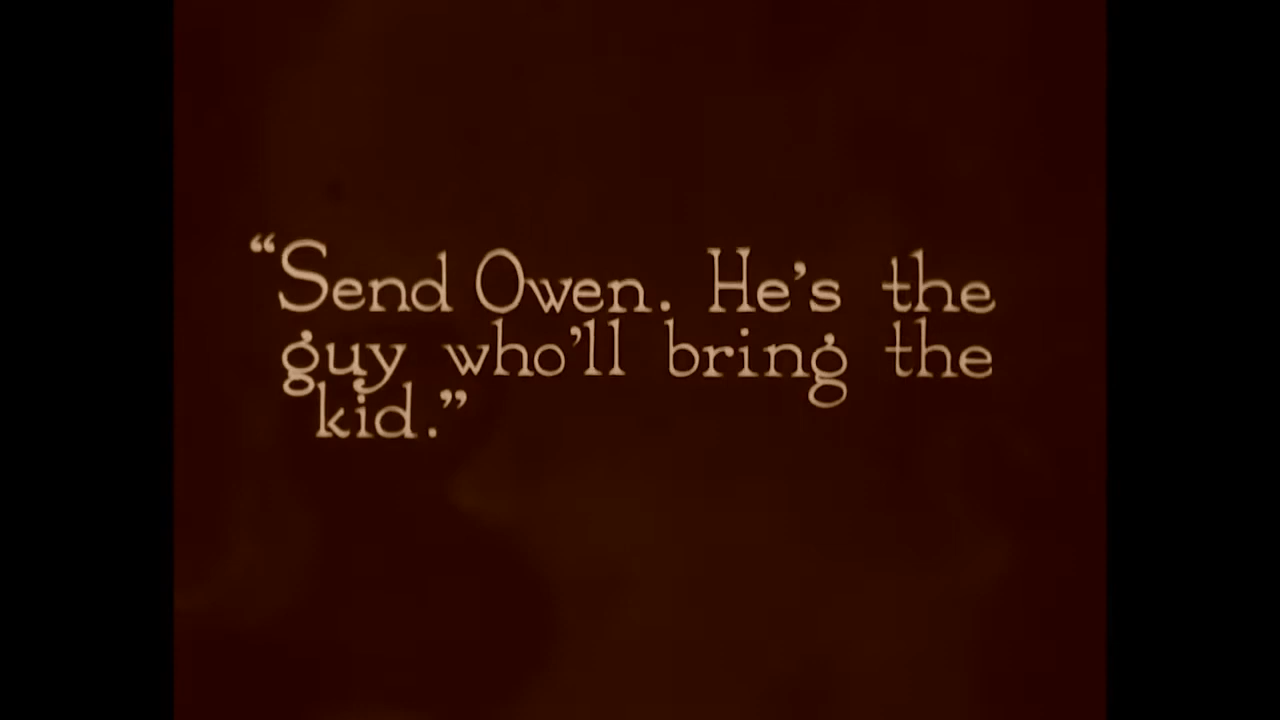 “Send Owen. He’s the
guy who’ll bring the
kid.”